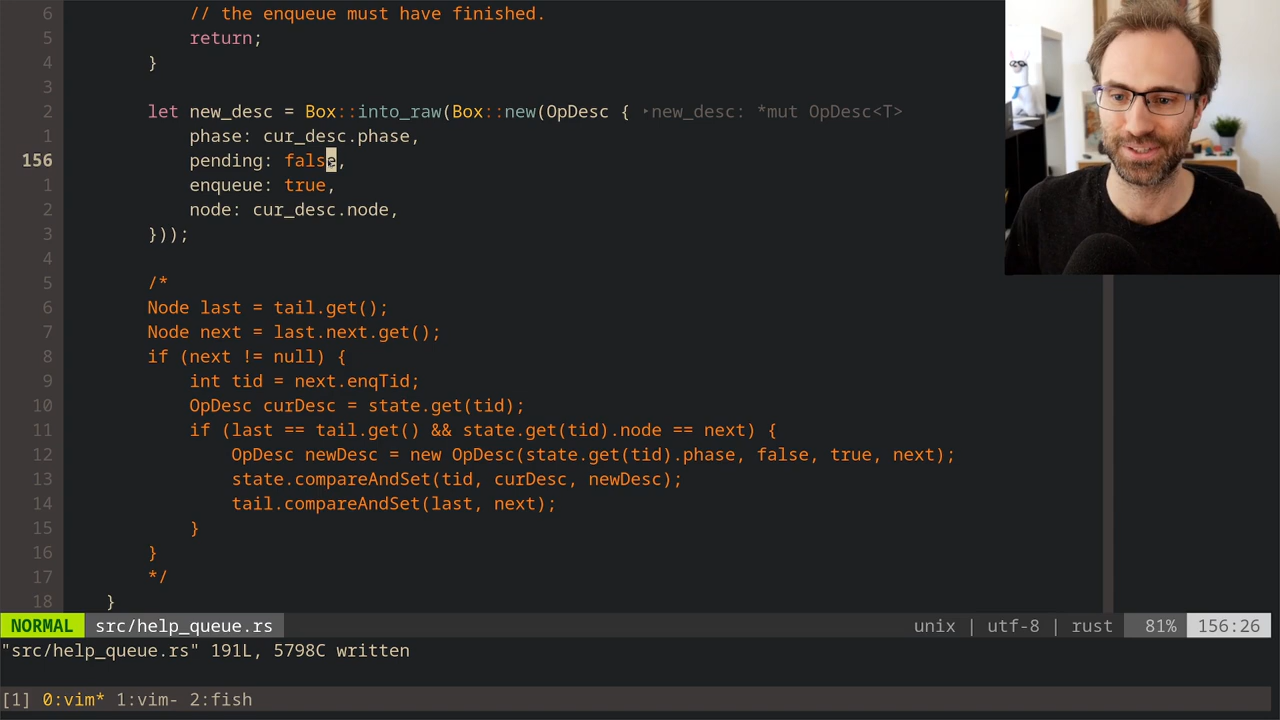 6 // the enqueue must have finished.
5 return;
4 }
3
2 let new_desc = Box::into_raw(Box::new(OpDesc { ‣new_desc: *mut OpDesc<T>
1 phase: cur_desc.phase,
156 pending: false,
1 enqueue: true,
2 node: cur_desc.node,
3 }));
4
5 /*
6 Node last = tail.get();
7 Node next = last.next.get();
8 if (next != null) {
9 int tid = next.enqTid;
10 OpDesc curDesc = state.get(tid);
11 if (last == tail.get() && state.get(tid).node == next) {
12 OpDesc newDesc = new OpDesc(state.get(tid).phase, false, true, next);
13 state.compareAndSet(tid, curDesc, newDesc);
14 tail.compareAndSet(last, next);
15 }
16 }
17 */
18 }
NORMAL src/help_queue.rs unix | utf-8 | rust 81% 156:26
"src/help_queue.rs" 191L, 5798C written
[1] 0:vim* 1:vim- 2:fish